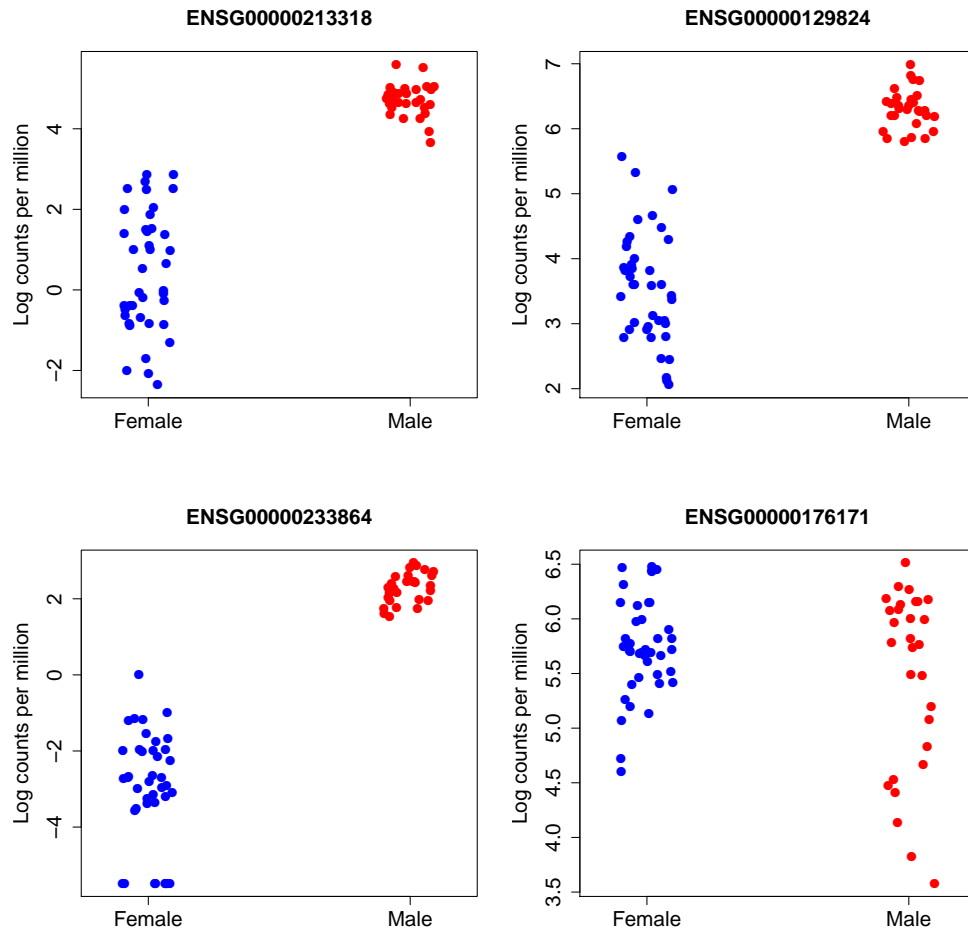 ENSG00000213318
Log counts per million
4
2
0
−2
Female Male
ENSG00000129824
Log counts per million
7
6
5
4
3
2
Female Male
ENSG00000233864
Log counts per million
2
0
−2
−4
Female Male
ENSG00000176171
Log counts per million
6.5
6.0
5.5
5.0
4.5
4.0
3.5
Female Male